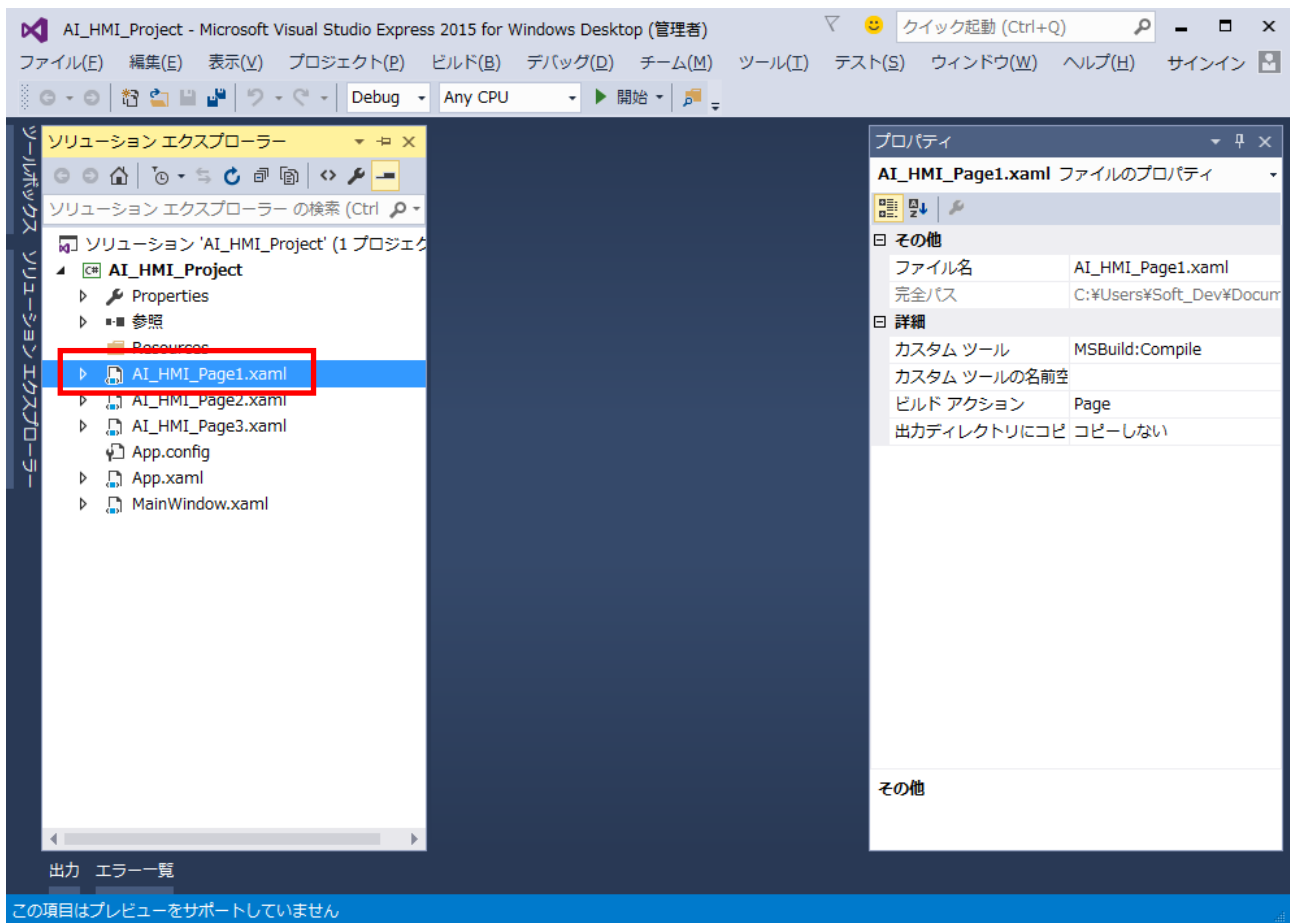 AI_HMI_Project - Microsoft Visual Studio Express 2015 for Windows Desktop (管理者)
クイック起動 (Ctrl+Q)
ファイル(F) 編集(E) 表示(V) プロジェクト(P) ビルド(B) デバッグ(D) チーム(M) ツール(T) テスト(S) ウィンドウ(W) ヘルプ(H) サインイン
Debug Any CPU 開始
ツールボックス
ソリューション エクスプローラー
ソリューション エクスプローラー
ソリューション エクスプローラー の検索 (Ctrl
ソリューション 'AI_HMI_Project' (1 プロジェク
C# AI_HMI_Project
Properties
参照
Resources
AI_HMI_Page1.xaml
AI_HMI_Page2.xaml
AI_HMI_Page3.xaml
App.config
App.xaml
MainWindow.xaml
プロパティ
AI_HMI_Page1.xaml ファイルのプロパティ
その他
ファイル名 AI_HMI_Page1.xaml
完全パス C:¥Users¥Soft_Dev¥Docum
詳細
カスタム ツール MSBuild:Compile
カスタム ツールの名前空
ビルド アクション Page
出力ディレクトリにコピ コピーしない
その他
出力 エラー一覧
この項目はプレビューをサポートしていません